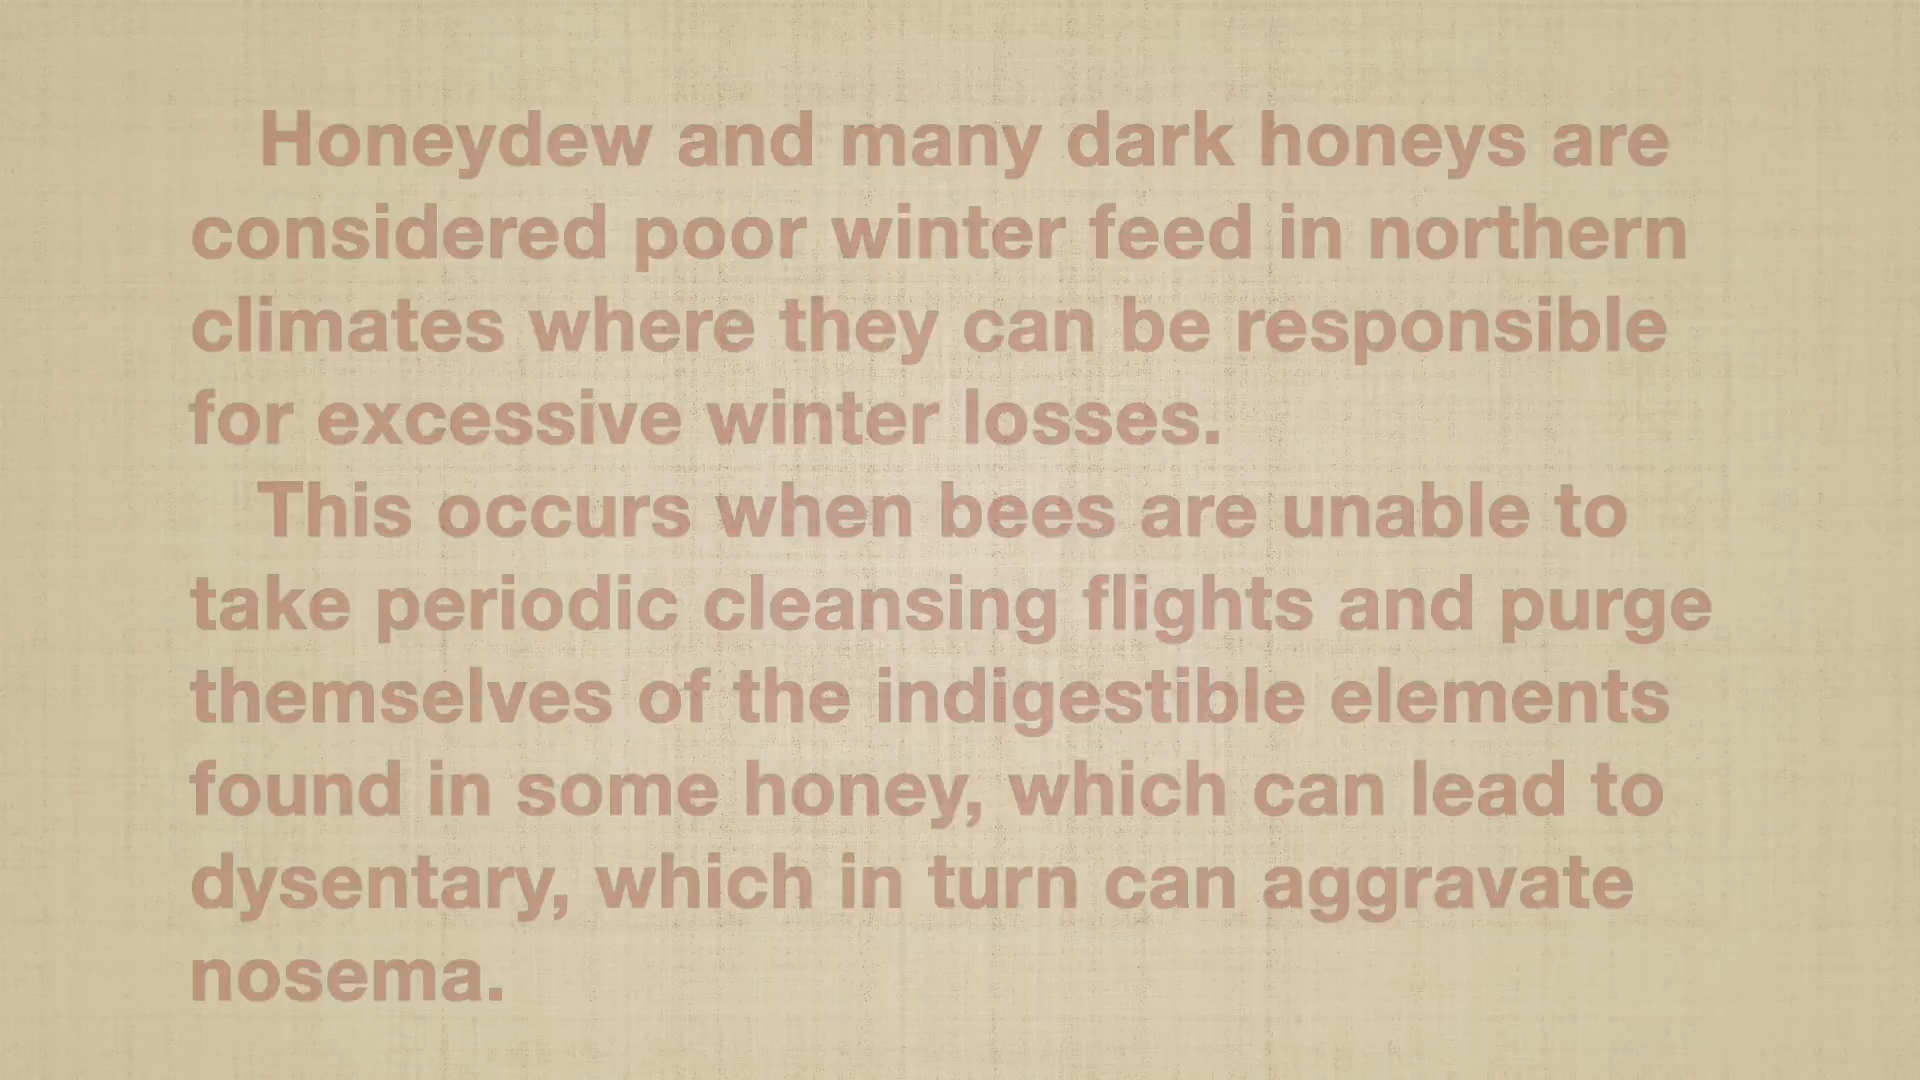 Honeydew and many dark honeys are
considered poor winter feed in northern
climates where they can be responsible
for excessive winter losses.
This occurs when bees are unable to
take periodic cleansing flights and purge
themselves of the indigestible elements
found in some honey, which can lead to
dysentary, which in turn can aggravate
nosema.